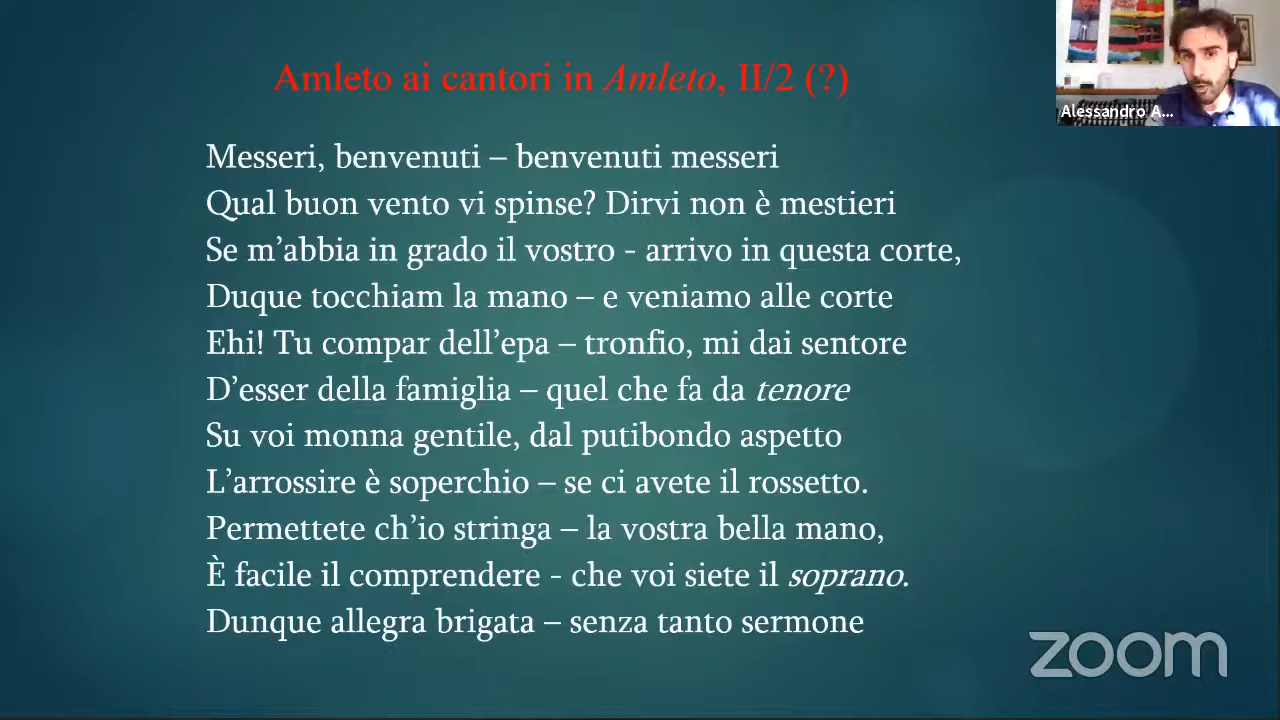 Amleto ai cantori in Amleto, II/2 (?)
Alessandro A...
Messeri, benvenuti – benvenuti messeri
Qual buon vento vi spinse? Dirvi non è mestieri
Se m'abbia in grado il vostro - arrivo in questa corte,
Duque tocchiam la mano – e veniamo alle corte
Ehi! Tu compar dell'epa – tronfio, mi dai sentore
D'esser della famiglia – quel che fa da tenore
Su voi monna gentile, dal putibondo aspetto
L'arrossire è soperchio – se ci avete il rossetto.
Permettete ch'io stringa – la vostra bella mano,
È facile il comprendere - che voi siete il soprano.
Dunque allegra brigata – senza tanto sermone
zoom